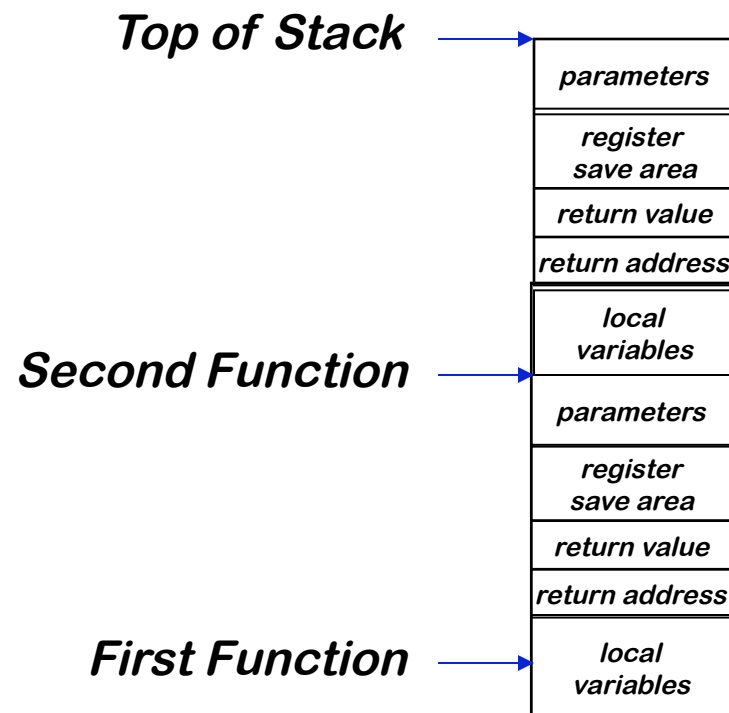 Top of Stack
parameters
register
save area
return value
return address
local
variables
Second Function
parameters
register
save area
return value
return address
First Function
local
variables